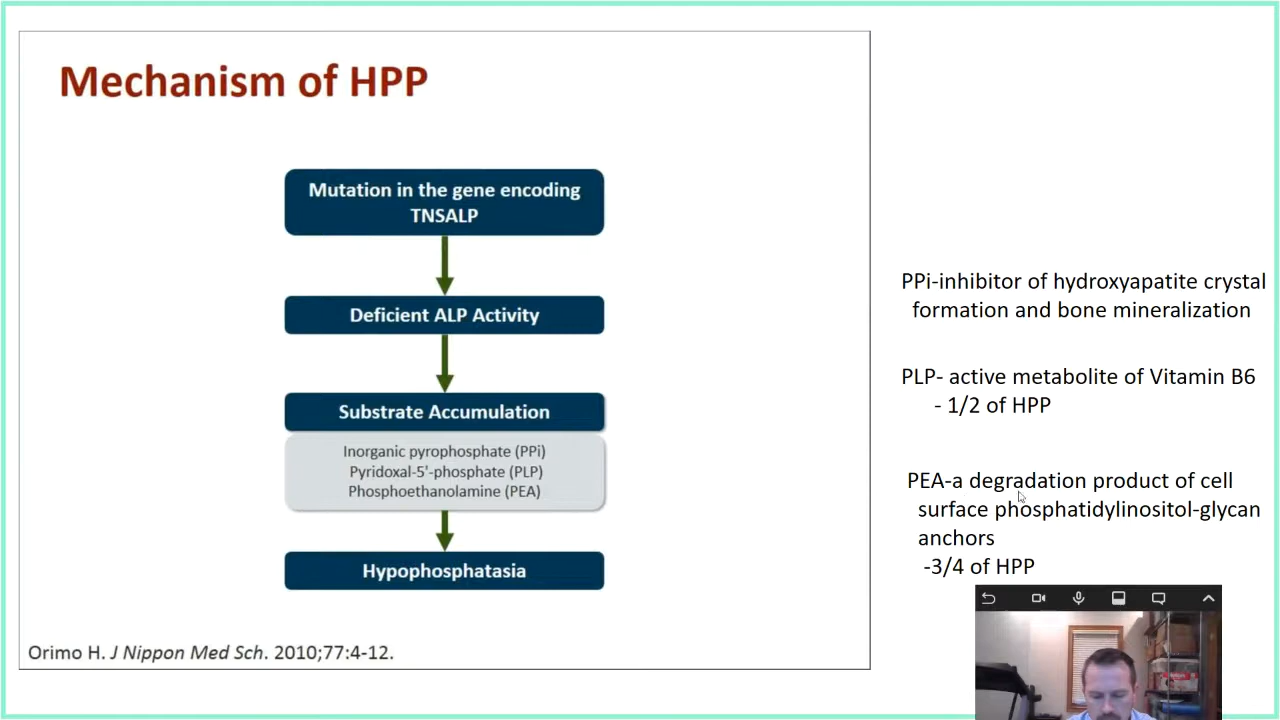 Mechanism of HPP
Mutation in the gene encoding
TNSALP
Deficient ALP Activity
Substrate Accumulation
Inorganic pyrophosphate (PPi)
Pyridoxal-5'-phosphate (PLP)
Phosphoethanolamine (PEA)
Hypophosphatasia
Orimo H. J Nippon Med Sch. 2010;77:4-12.
PPi-inhibitor of hydroxyapatite crystal
formation and bone mineralization
PLP- active metabolite of Vitamin B6
- 1/2 of HPP
PEA-a degradation product of cell
surface phosphatidylinositol-glycan
anchors
-3/4 of HPP